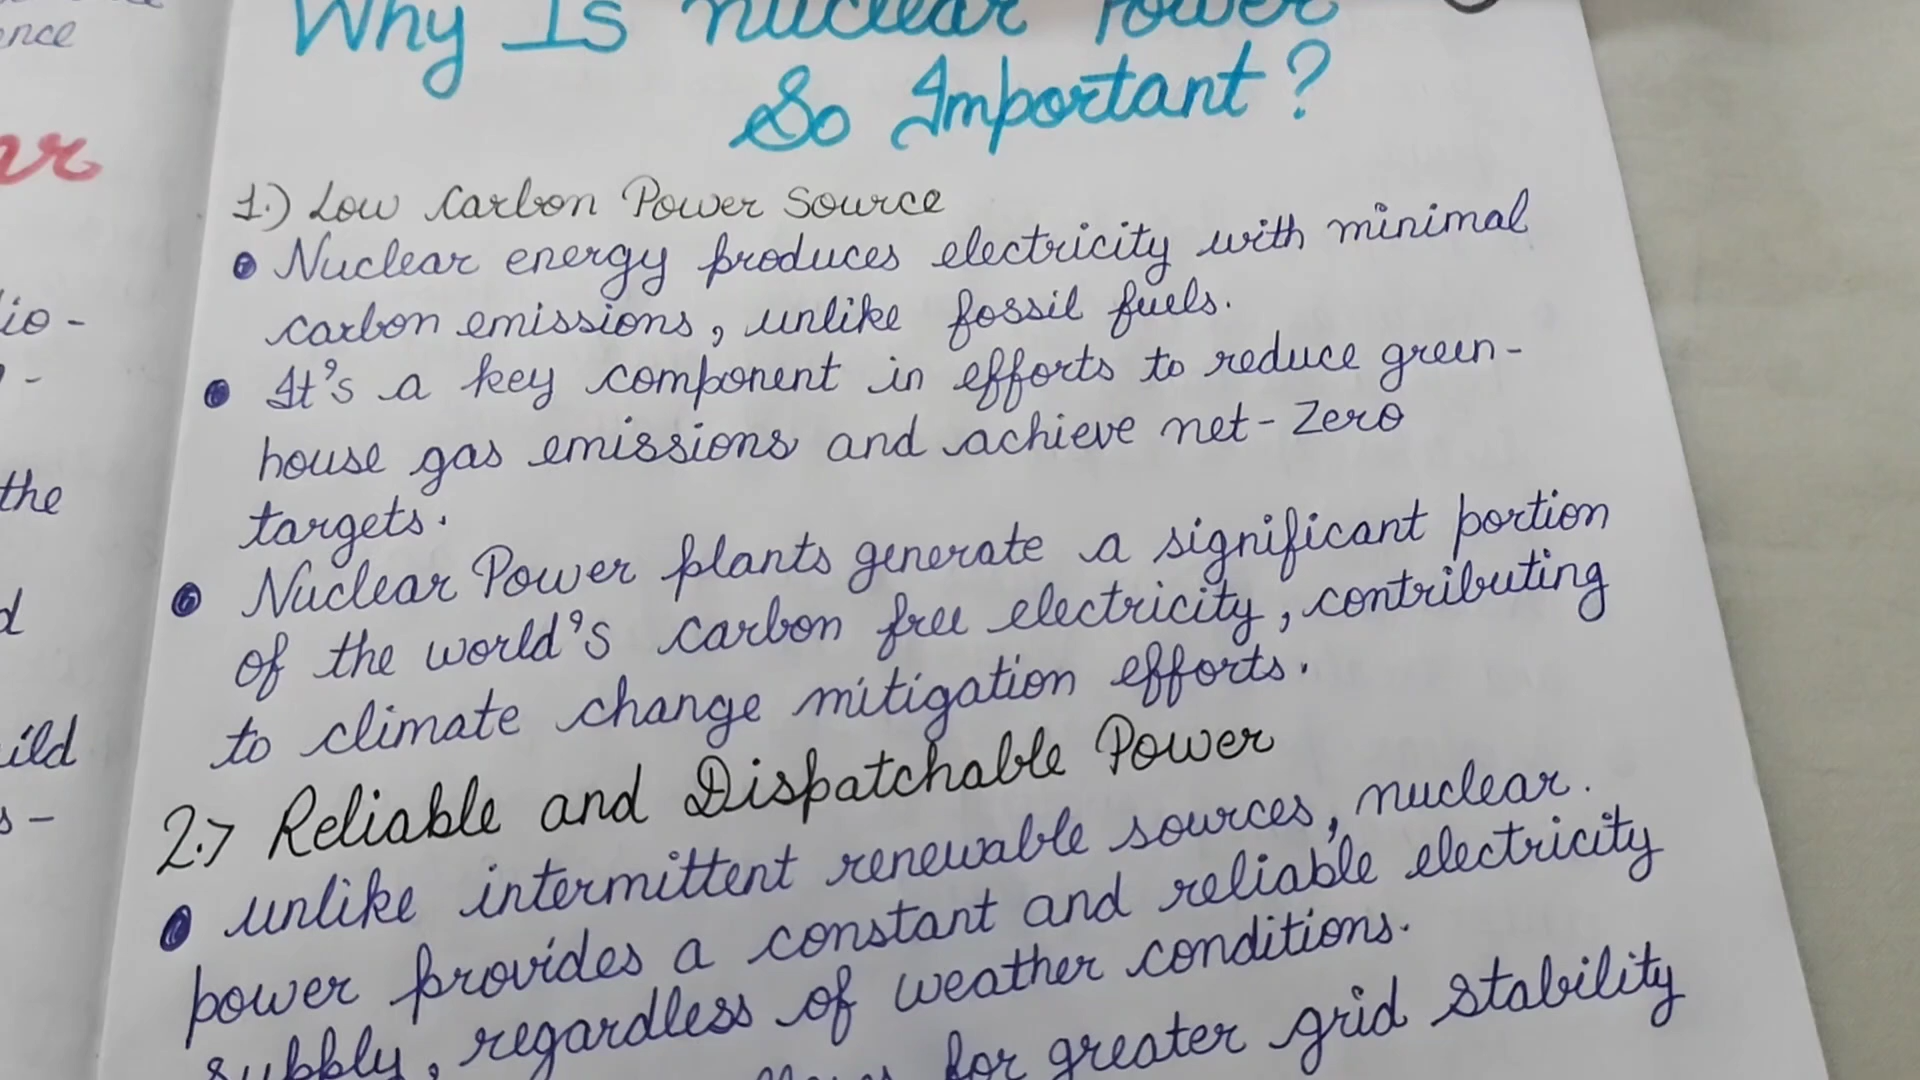 Why Is Nuclear Power
So Important?
1.) Low Carbon Power Source
Nuclear energy produces electricity with minimal
carbon emissions, unlike fossil fuels.
It's a key component in efforts to reduce green-
house gas emissions and achieve net-Zero
targets.
Nuclear Power plants generate a significant portion
of the world's carbon free electricity, contributing
to climate change mitigation efforts.
2.> Reliable and Dispatchable Power
unlike intermittent renewable sources, nuclear.
power provides a constant and reliable electricity
supply, regardless of weather conditions.
for greater grid stability
the